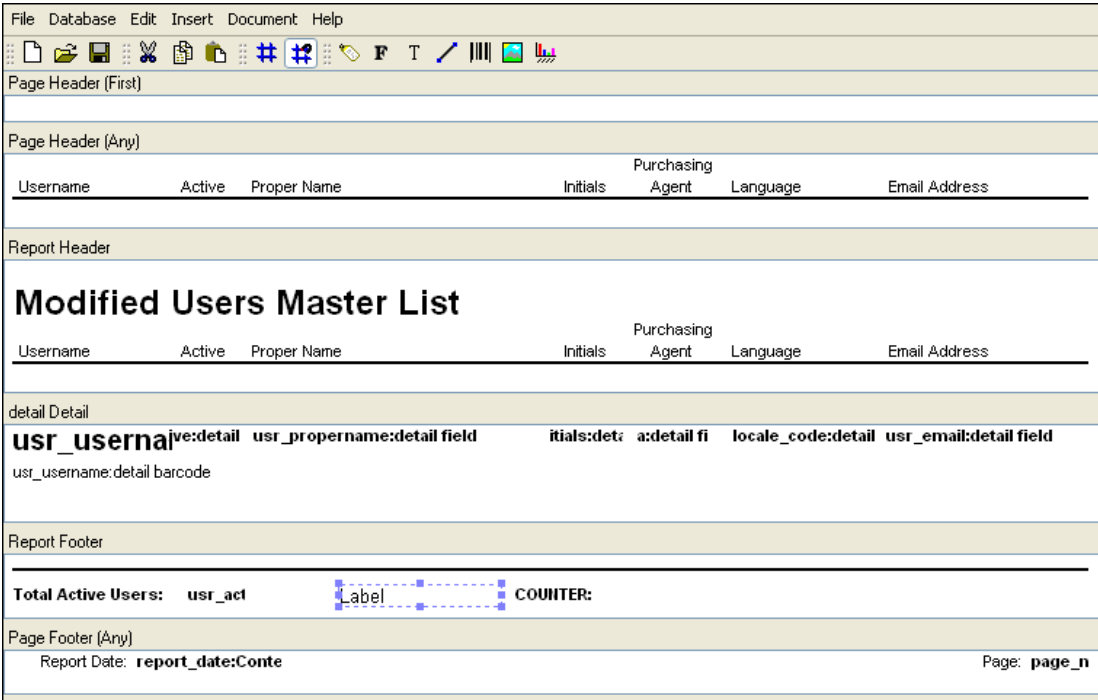 File Database Edit Insert Document Help
F T
Page Header (First)
Page Header (Any)
Purchasing
Username Active Proper Name Initials Agent Language Email Address
Report Header
Modified Users Master List
Purchasing
Username Active Proper Name Initials Agent Language Email Address
detail Detail
usr_usernai ive:detail usr_propername:detail field itials:deta a:detail fi locale_code:detail usr_email:detail field
usr_username:detail barcode
Report Footer
Total Active Users: usr_act Label COUNTER:
Page Footer (Any)
Report Date: report_date:Conte Page: page_n